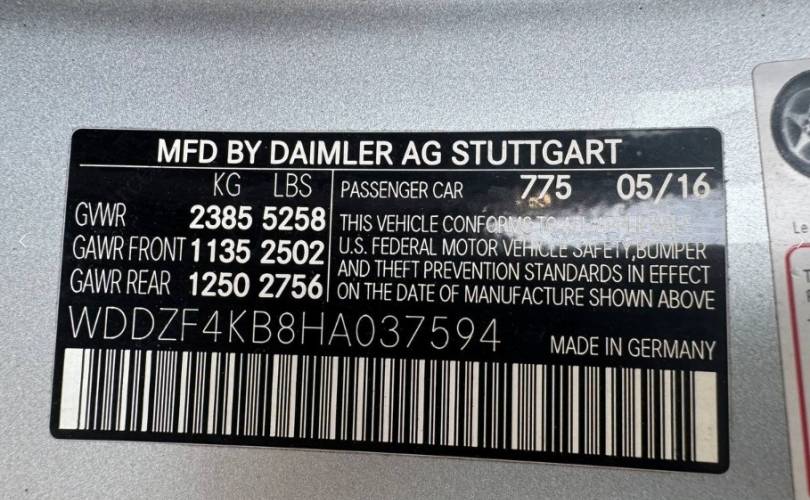 MFD BY DAIMLER AG STUTTGART
KG LBS
GVWR 2385 5258
GAWR FRONT 1135 2502
GAWR REAR 1250 2756
PASSENGER CAR 775 05/16
THIS VEHICLE CONFORMS TO
U.S. FEDERAL MOTOR VEHICLE SAFETY,BUMPER
AND THEFT PREVENTION STANDARDS IN EFFECT
ON THE DATE OF MANUFACTURE SHOWN ABOVE
WDDZF4KB8HA037594
MADE IN GERMANY
Le